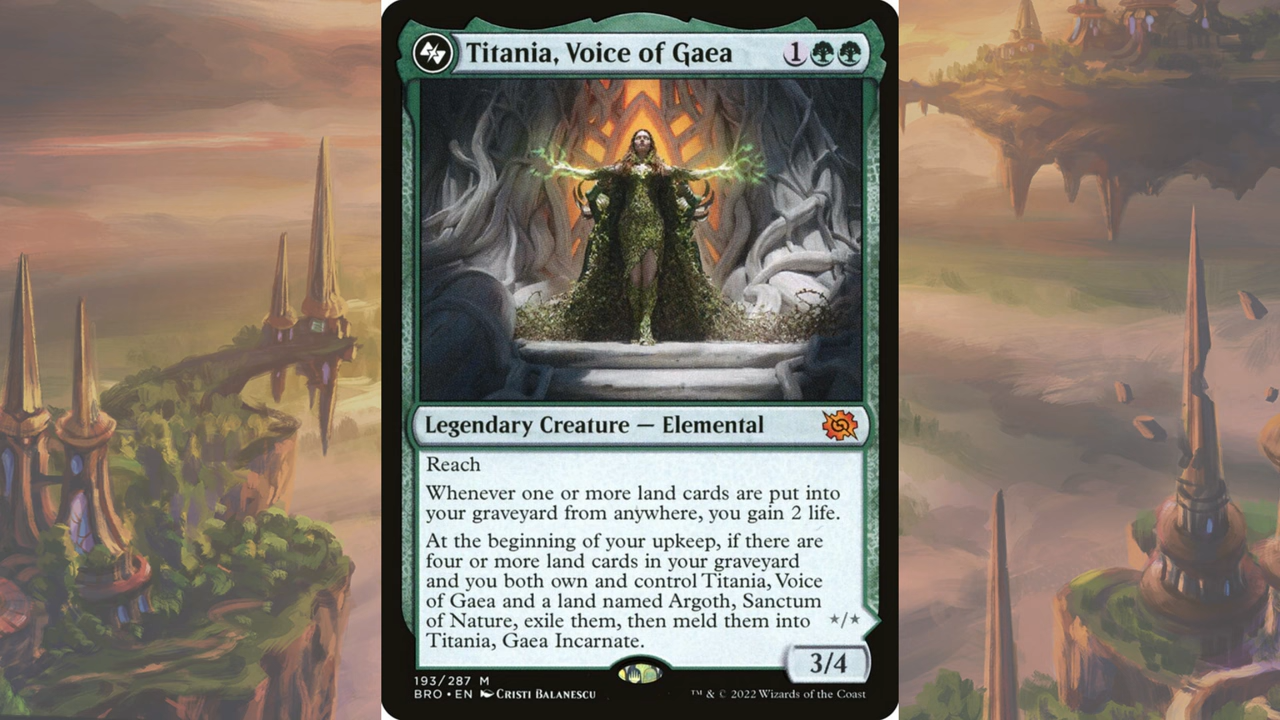 Titania, Voice of Gaea 1
Legendary Creature — Elemental
Reach
Whenever one or more land cards are put into
your graveyard from anywhere, you gain 2 life.
At the beginning of your upkeep, if there are
four or more land cards in your graveyard
and you both own and control Titania, Voice
of Gaea and a land named Argoth, Sanctum
of Nature, exile them, then meld them into
Titania, Gaea Incarnate.
★/★
3/4
193/287 M
BRO • EN Cristi Balanescu
™ & © 2022 Wizards of the Coast